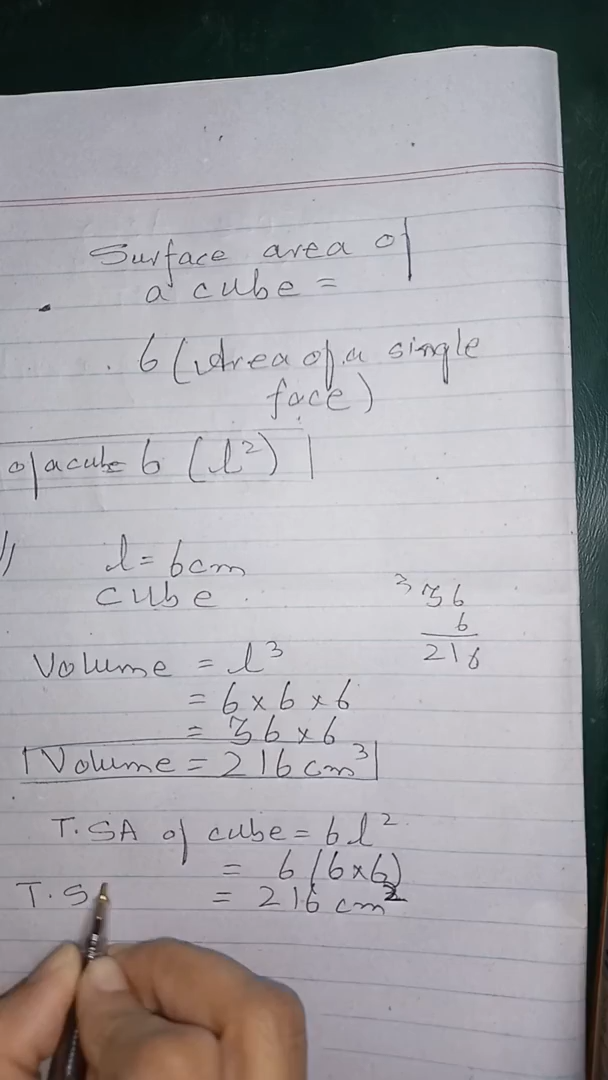 Surface area of
a cube =
6 (Area of a single
face)
of a cube 6 (l²)
l = 6cm
cube
36
3
6
216
Volume = l³
= 6 × 6 × 6
= 36 × 6
Volume = 216 cm³
T.SA of cube = 6l²
= 6 (6×6)
T.S = 216 cm²